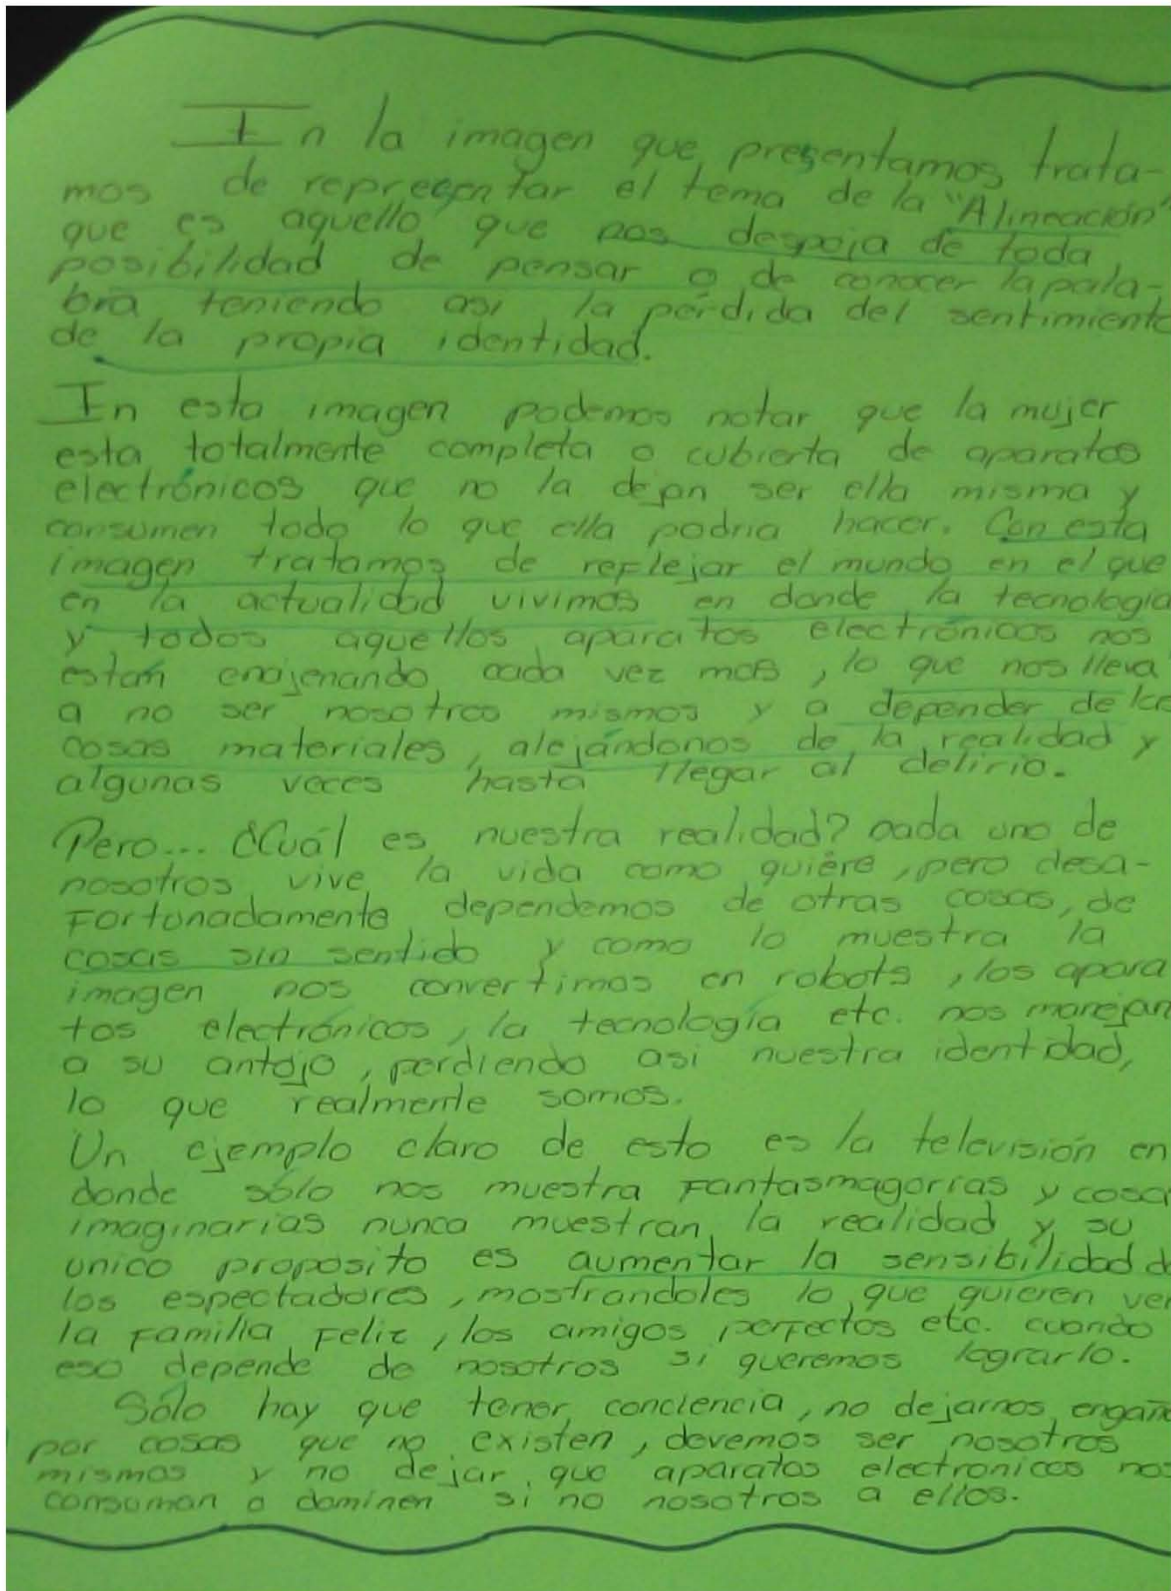 En la imagen que presentamos trata-
mos de representar el tema de la "Alineación"
que es aquello que nos despoja de toda
posibilidad de pensar o de conocer la pala-
bra teniendo asi la pérdida del sentimiento
de la propia identidad.
En esta imagen podemos notar que la mujer
esta totalmente completa o cubierta de aparatos
electrónicos que no la dejan ser ella misma y
consumen todo lo que ella podria hacer. Con esta
imagen tratamos de reflejar el mundo en el que
en la actualidad vivimos en donde la tecnologia
y todos aquellos aparatos electrónicos nos
están enajenando cada vez mas, lo que nos lleva
a no ser nosotros mismos y a depender de las
cosas materiales, alejándonos de la realidad y
algunas veces hasta llegar al delirio.
Pero... ¿Cuál es nuestra realidad? cada uno de
nosotros vive la vida como quiere, pero desa-
fortunadamente dependemos de otras cosas, de
cosas sin sentido y como lo muestra la
imagen nos convertimos en robots, los apara
tos electrónicos, la tecnología etc. nos manejan
a su antojo, perdiendo asi nuestra identidad,
lo que realmente somos.
Un ejemplo claro de esto es la televisión en
donde sólo nos muestra fantasmagorias y cosa
imaginarias nunca muestran la realidad y su
unico proposito es aumentar la sensibilidad d
los espectadores, mostrandoles lo que quieren ver
la familia feliz, los amigos perfectos etc. cuando
eso depende de nosotros si queremos lograrlo.
Sólo hay que tener conciencia, no dejarnos engaña
por cosas que no existen, devemos ser nosotros
mismos y no dejar que aparatos electronicos nos
consuman o dominen si no nosotros a ellos.